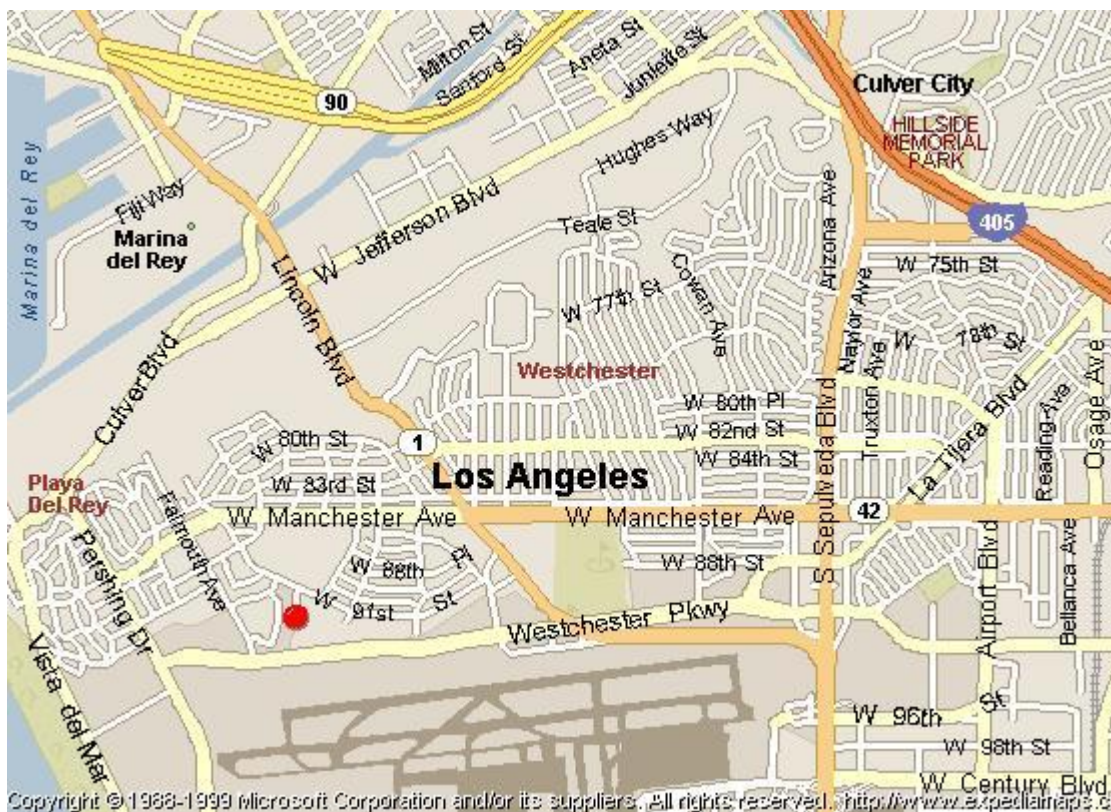 Milton St
Sanford St
Aneta St
Juniette St
Culver City
90
HILLSIDE
MEMORIAL
PARK
Hughes Way
Marina del Rey
Fiji Way
Marina
del Rey
W Jefferson Blvd
Teale St
405
Arizona Ave
W 75th St
Lincoln Blvd
W 77th St
Cowan Ave
Naylor Ave
W 78th St
Culver Blvd
Westchester
Truxton Ave
Osage Ave
W 80th Pl
W 80th St
1
W 82nd St
La Tijera Blvd
Reading Ave
Los Angeles
W 84th St
Playa
Del Rey
W 83rd St
W Manchester Ave
W Manchester Ave
42
S Sepulveda Blvd
Falmouth Ave
Pershing Dr
W 88th Pl
W 88th St
W 91st St
Westchester Pkwy
Airport Blvd
Bellanca Ave
Vista del Mar
W 96th St
W 98th St
W Century Blvd
Copyright © 1988-1999 Microsoft Corporation and/or its suppliers. All rights reserved. http://www.expediamaps.c